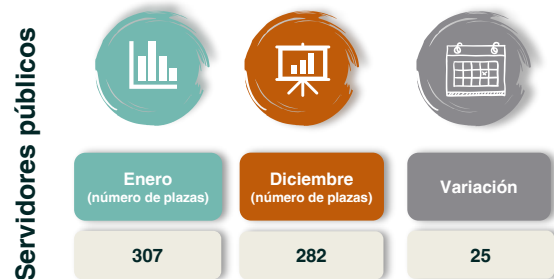 Servidores públicos
Enero
(número de plazas)
Diciembre
(número de plazas)
Variación
307
282
25